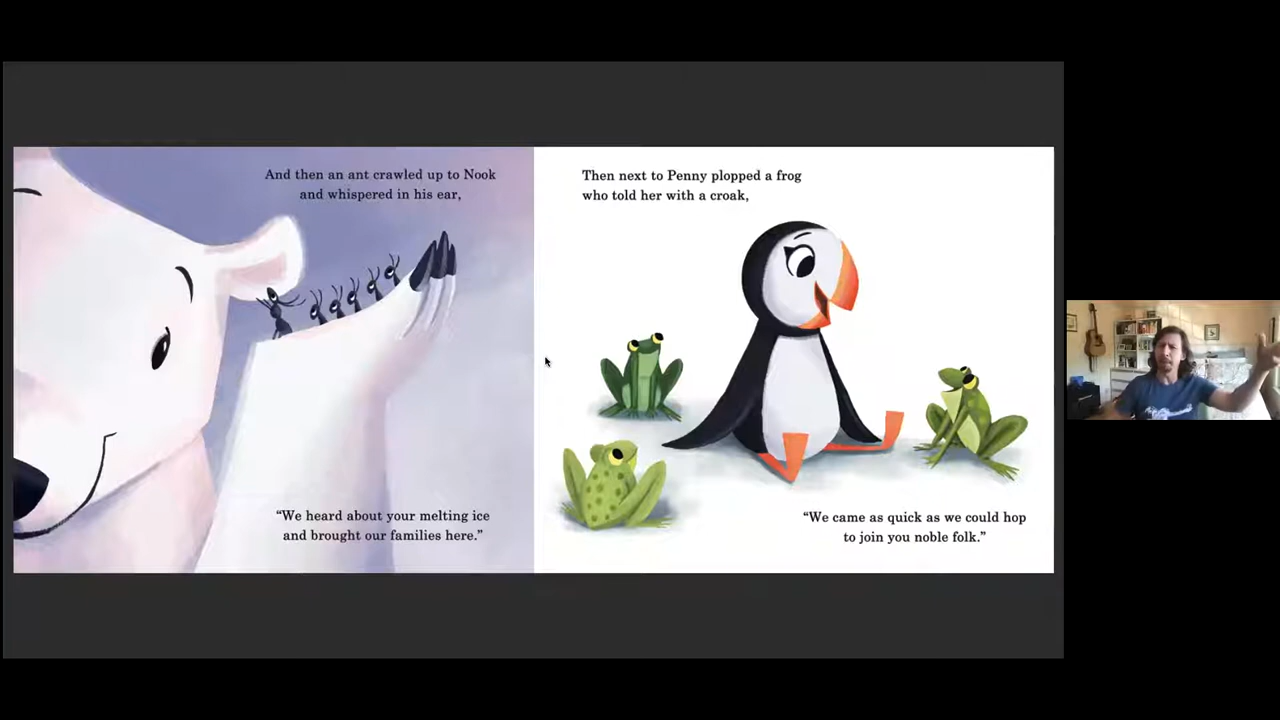 And then an ant crawled up to Nook
and whispered in his ear,
“We heard about your melting ice
and brought our families here.”
Then next to Penny plopped a frog
who told her with a croak,
“We came as quick as we could hop
to join you noble folk.”